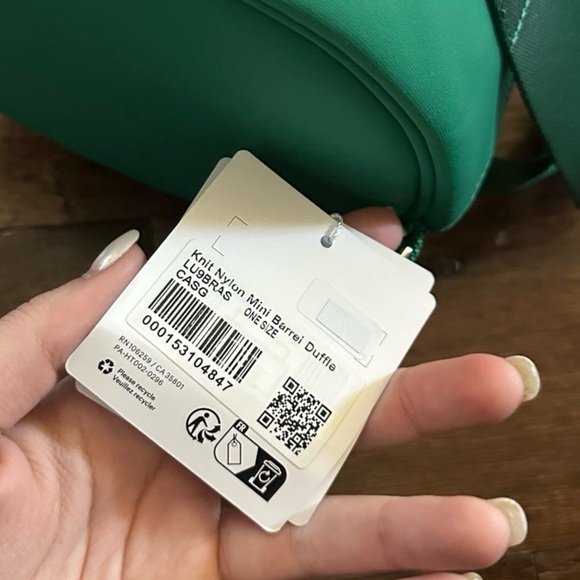 Knit Nylon Mini Barrel Duffle
LU9BR4S
CASG ONE SIZE
000153104847
RN106259 / CA 35801
PA-HT002-0296
Please recycle
Veuillez recycler
FR